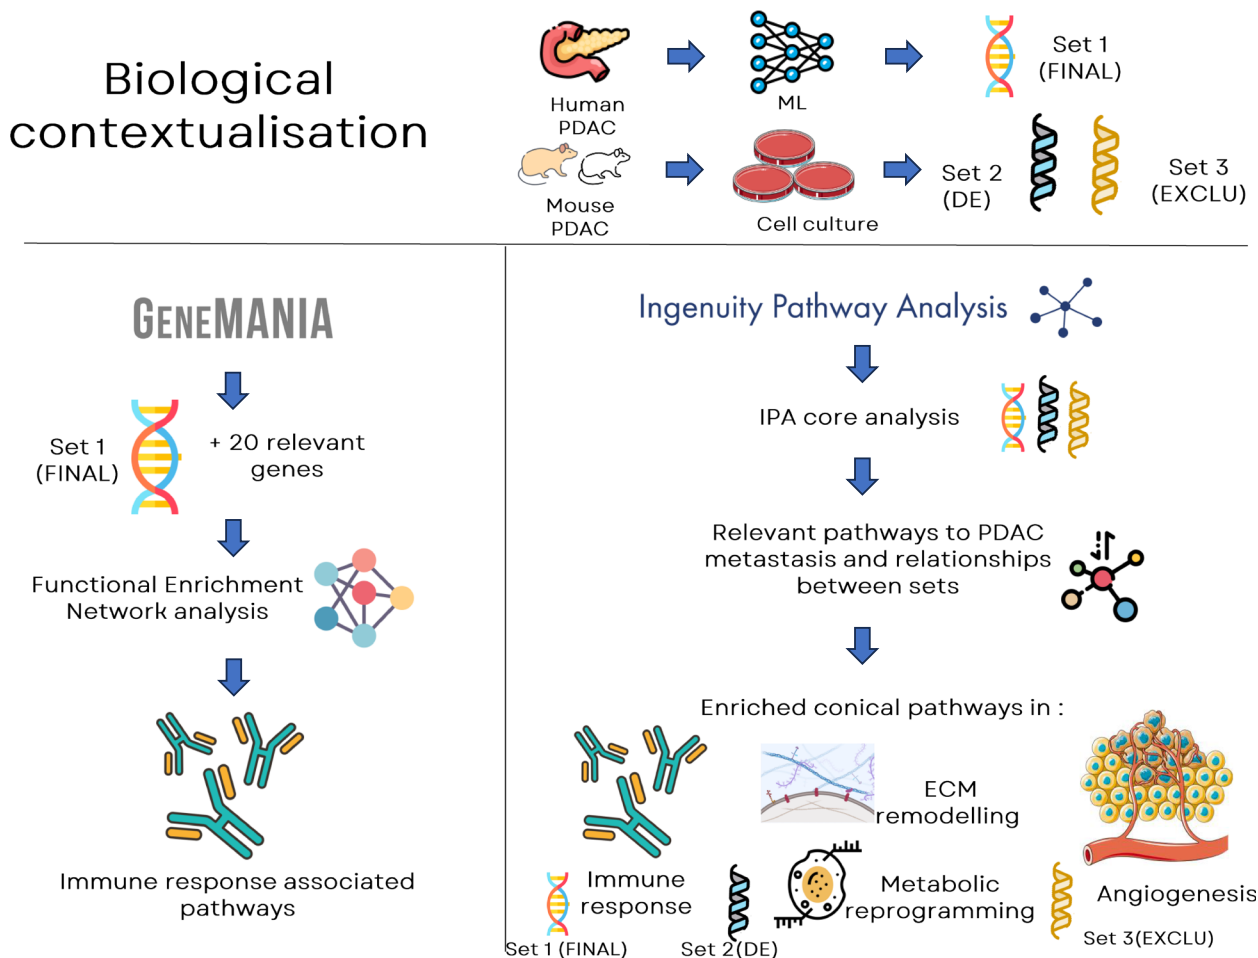 Biological
contextualisation
Human
PDAC
ML
Set 1
(FINAL)
Mouse
PDAC
Cell culture
Set 2
(DE)
Set 3
(EXCLU)
GENEMANIA
Set 1
(FINAL)
+ 20 relevant
genes
Functional Enrichment
Network analysis
Immune response associated
pathways
Ingenuity Pathway Analysis
IPA core analysis
Relevant pathways to PDAC
metastasis and relationships
between sets
Enriched conical pathways in :
Immune
response
Set 1 (FINAL)
ECM
remodelling
Metabolic
reprogramming
Set 2(DE)
Angiogenesis
Set 3(EXCLU)